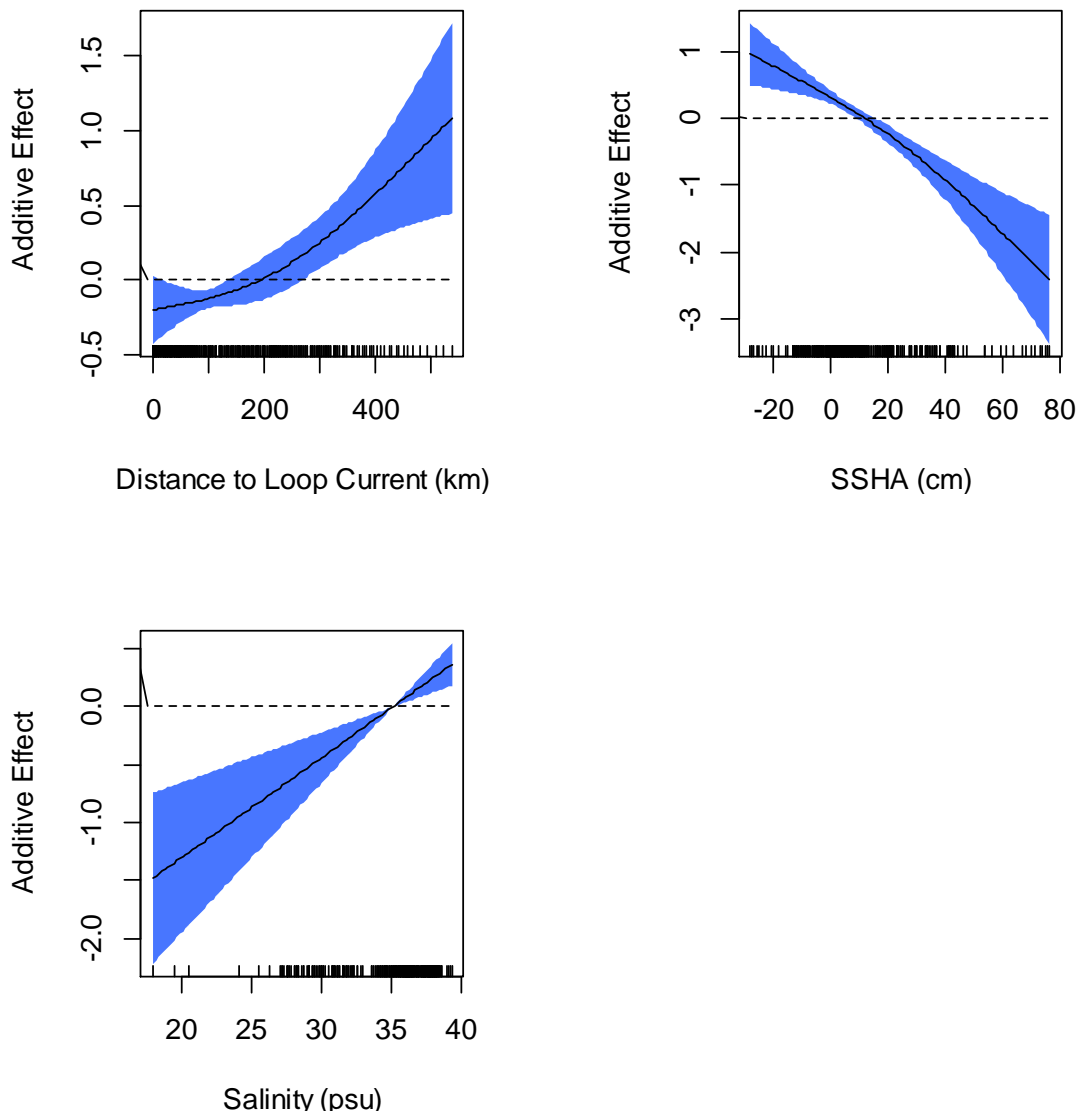 Additive Effect
1.5
1.0
0.5
0.0
-0.5
0 200 400
Distance to Loop Current (km)
Additive Effect
1
0
-1
-2
-3
-20 0 20 40 60 80
SSHA (cm)
Additive Effect
0.0
-1.0
-2.0
20 25 30 35 40
Salinity (psu)